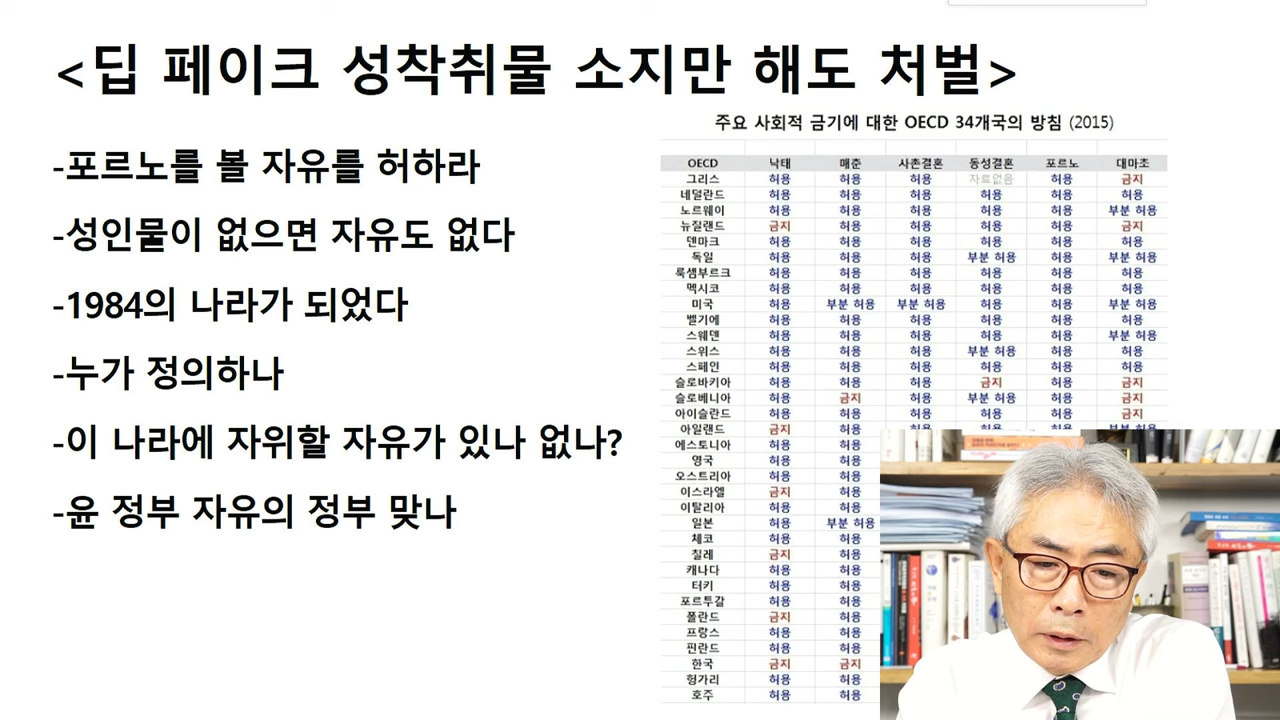 <딥 페이크 성착취물 소지만 해도 처벌>
-포르노를 볼 자유를 허하라
-성인물이 없으면 자유도 없다
-1984의 나라가 되었다
-누가 정의하나
-이 나라에 자위할 자유가 있나 없나?
-윤 정부 자유의 정부 맞나
주요 사회적 금기에 대한 OECD 34개국의 방침 (2015)
OECD 낙태 매춘 사촌결혼 동성결혼 포르노 대마초
그리스 허용 허용 허용 자료없음 허용 금지
네덜란드 허용 허용 허용 허용 허용 허용
노르웨이 허용 허용 허용 허용 허용 부분 허용
뉴질랜드 금지 허용 허용 허용 허용 금지
덴마크 허용 허용 허용 허용 허용 허용
독일 허용 허용 허용 부분 허용 허용 부분 허용
룩셈부르크 허용 허용 허용 허용 허용 허용
멕시코 허용 허용 허용 허용 허용 허용
미국 허용 부분 허용 부분 허용 허용 허용 부분 허용
벨기에 허용 허용 허용 허용 허용 허용
스웨덴 허용 허용 허용 허용 허용 부분 허용
스위스 허용 허용 허용 부분 허용 허용 허용
스페인 허용 허용 허용 허용 허용 허용
슬로바키아 허용 허용 허용 금지 허용 금지
슬로베니아 허용 금지 허용 부분 허용 허용 금지
아이슬란드 허용 허용 허용 허용 허용 금지
아일랜드 금지 허용 허용 허용 허용
에스토니아 허용 허용
영국 허용 허용
오스트리아 허용 허용
이스라엘 금지 허용
이탈리아 허용 허용
일본 허용 부분 허용
체코 허용 허용
칠레 금지 허용
캐나다 허용 허용
터키 허용 허용
포르투갈 허용 허용
폴란드 금지 허용
프랑스 허용 허용
핀란드 허용 허용
한국 금지 금지
헝가리 허용 허용
호주 허용 허용